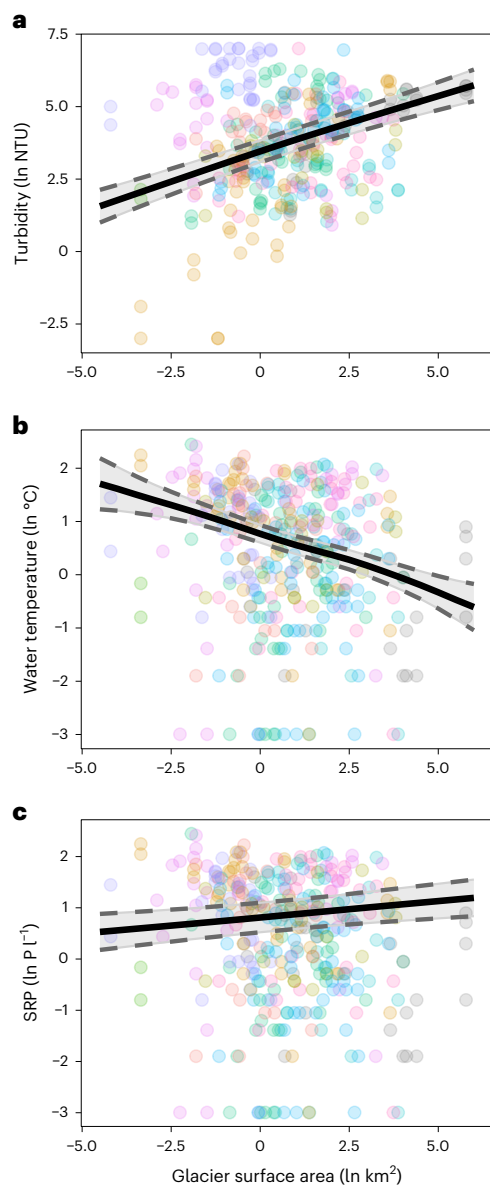 a
7.5
5.0
2.5
0
−2.5
Turbidity (ln NTU)
−5.0 −2.5 0 2.5 5.0
b
2
1
0
−1
−2
−3
Water temperature (ln °C)
−5.0 −2.5 0 2.5 5.0
c
2
1
0
−1
−2
−3
SRP (ln P l⁻¹)
−5.0 −2.5 0 2.5 5.0
Glacier surface area (ln km²)